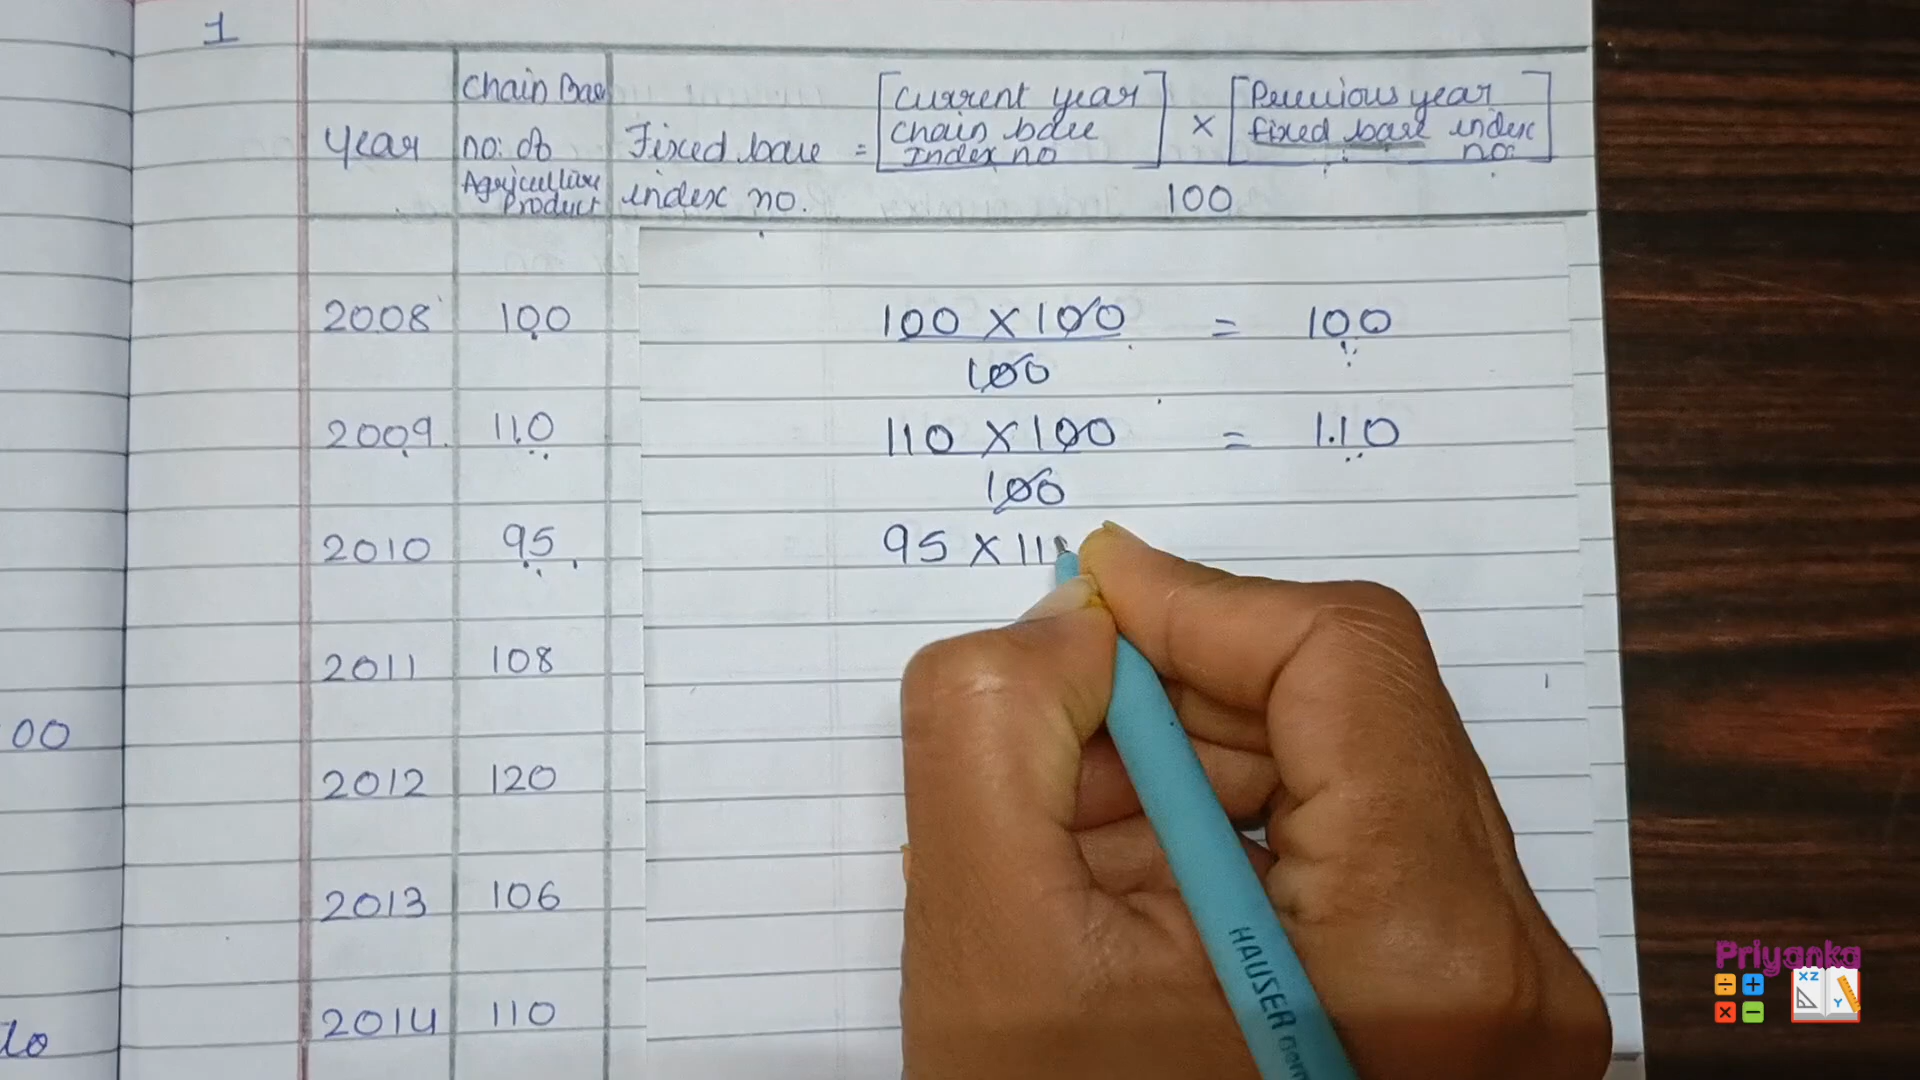 1
Year
Chain Bae
no: of
Agriculture
Product
Fixed base
index no.
= [Current year
chain base
Index no] × [Previous year
fixed base index
no:]
100
2008 100 100 × 100 = 100
100
2009. 110 110 × 100 = 110
100
2010 95 95 × 11
2011 108
00
2012 120
2013 106
2014 110
HAUSER
Priyanka
÷ + XZ
× − Y